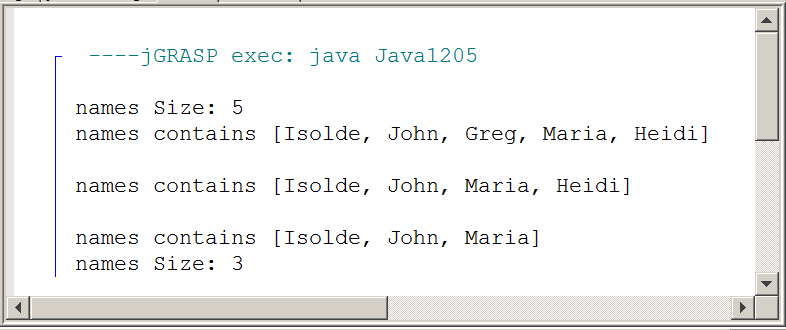 ----jGRASP exec: java Java1205
names Size: 5
names contains [Isolde, John, Greg, Maria, Heidi]
names contains [Isolde, John, Maria, Heidi]
names contains [Isolde, John, Maria]
names Size: 3